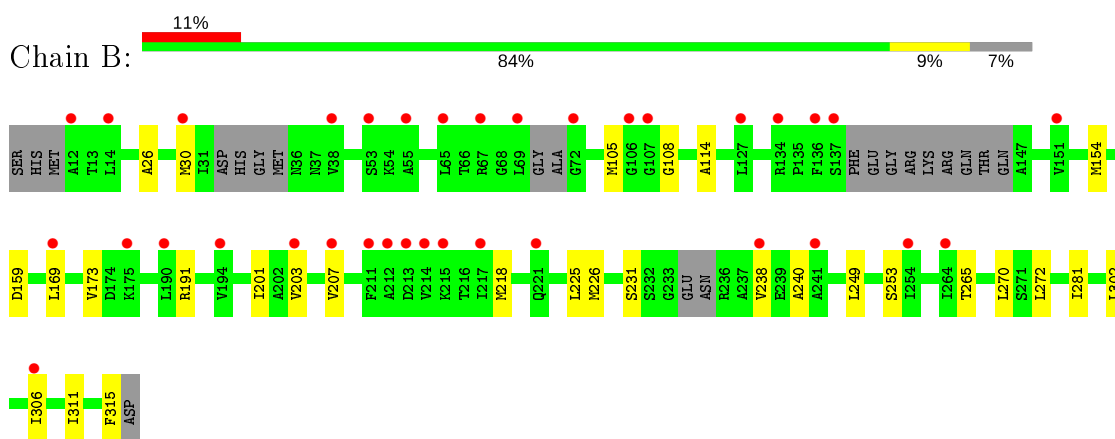 11%
Chain B:
84% 9% 7%
SER HIS MET A12 T13 L14 A26 M30 I31 ASP HIS GLY MET N36 N37 V38 S53 K54 A55 L65 T66 R67 G68 L69 GLY ALA G72 M105 G106 G107 G108 A114 L127 R134 P135 F136 S137 PHE GLU GLY ARG LYS ARG GLN THR GLN A147 V151 M154
D159 L169 V173 D174 K175 L190 R191 V194 I201 A202 V203 V207 F211 A212 D213 V214 K215 T216 I217 M218 Q221 L225 M226 S231 S232 G233 GLU ASN R236 A237 V238 E239 A240 A241 L249 S253 I254 I264 T265 L270 S271 L272 I281
I306 I311 F315 ASP